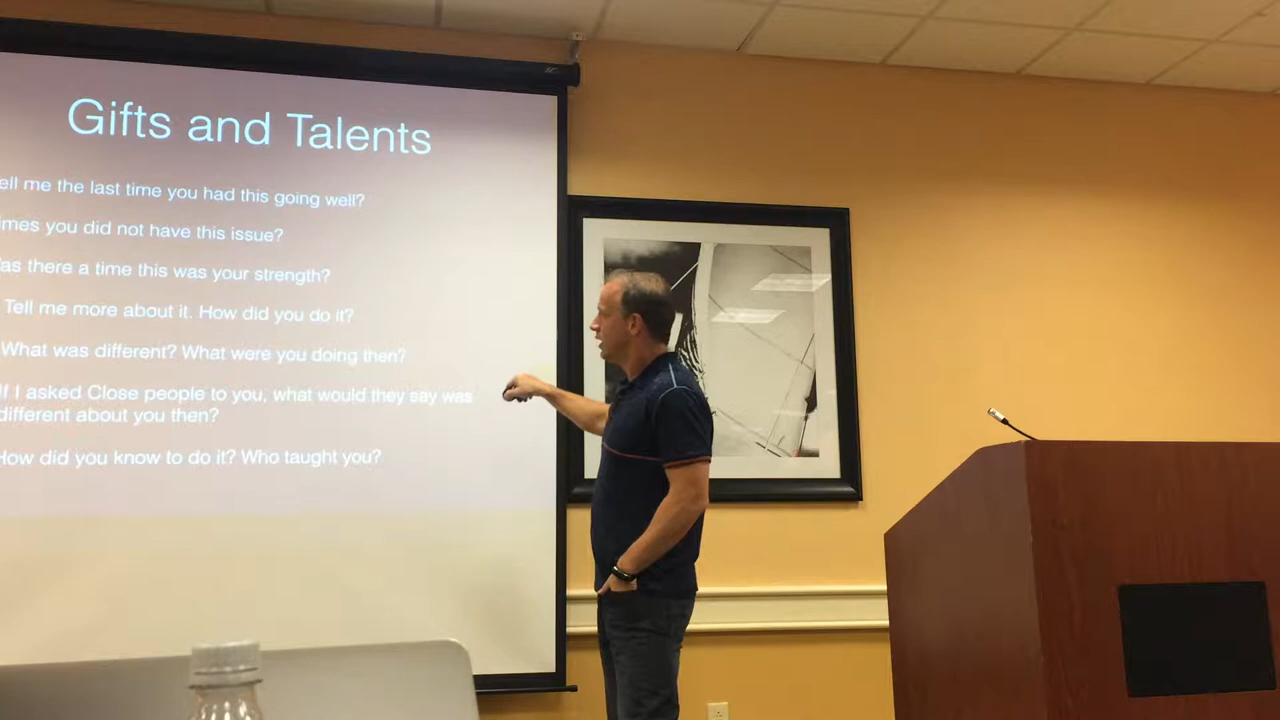 Gifts and Talents
ell me the last time you had this going well?
imes you did not have this issue?
as there a time this was your strength?
Tell me more about it. How did you do it?
What was different? What were you doing then?
If I asked Close people to you, what would they say was
different about you then?
How did you know to do it? Who taught you?